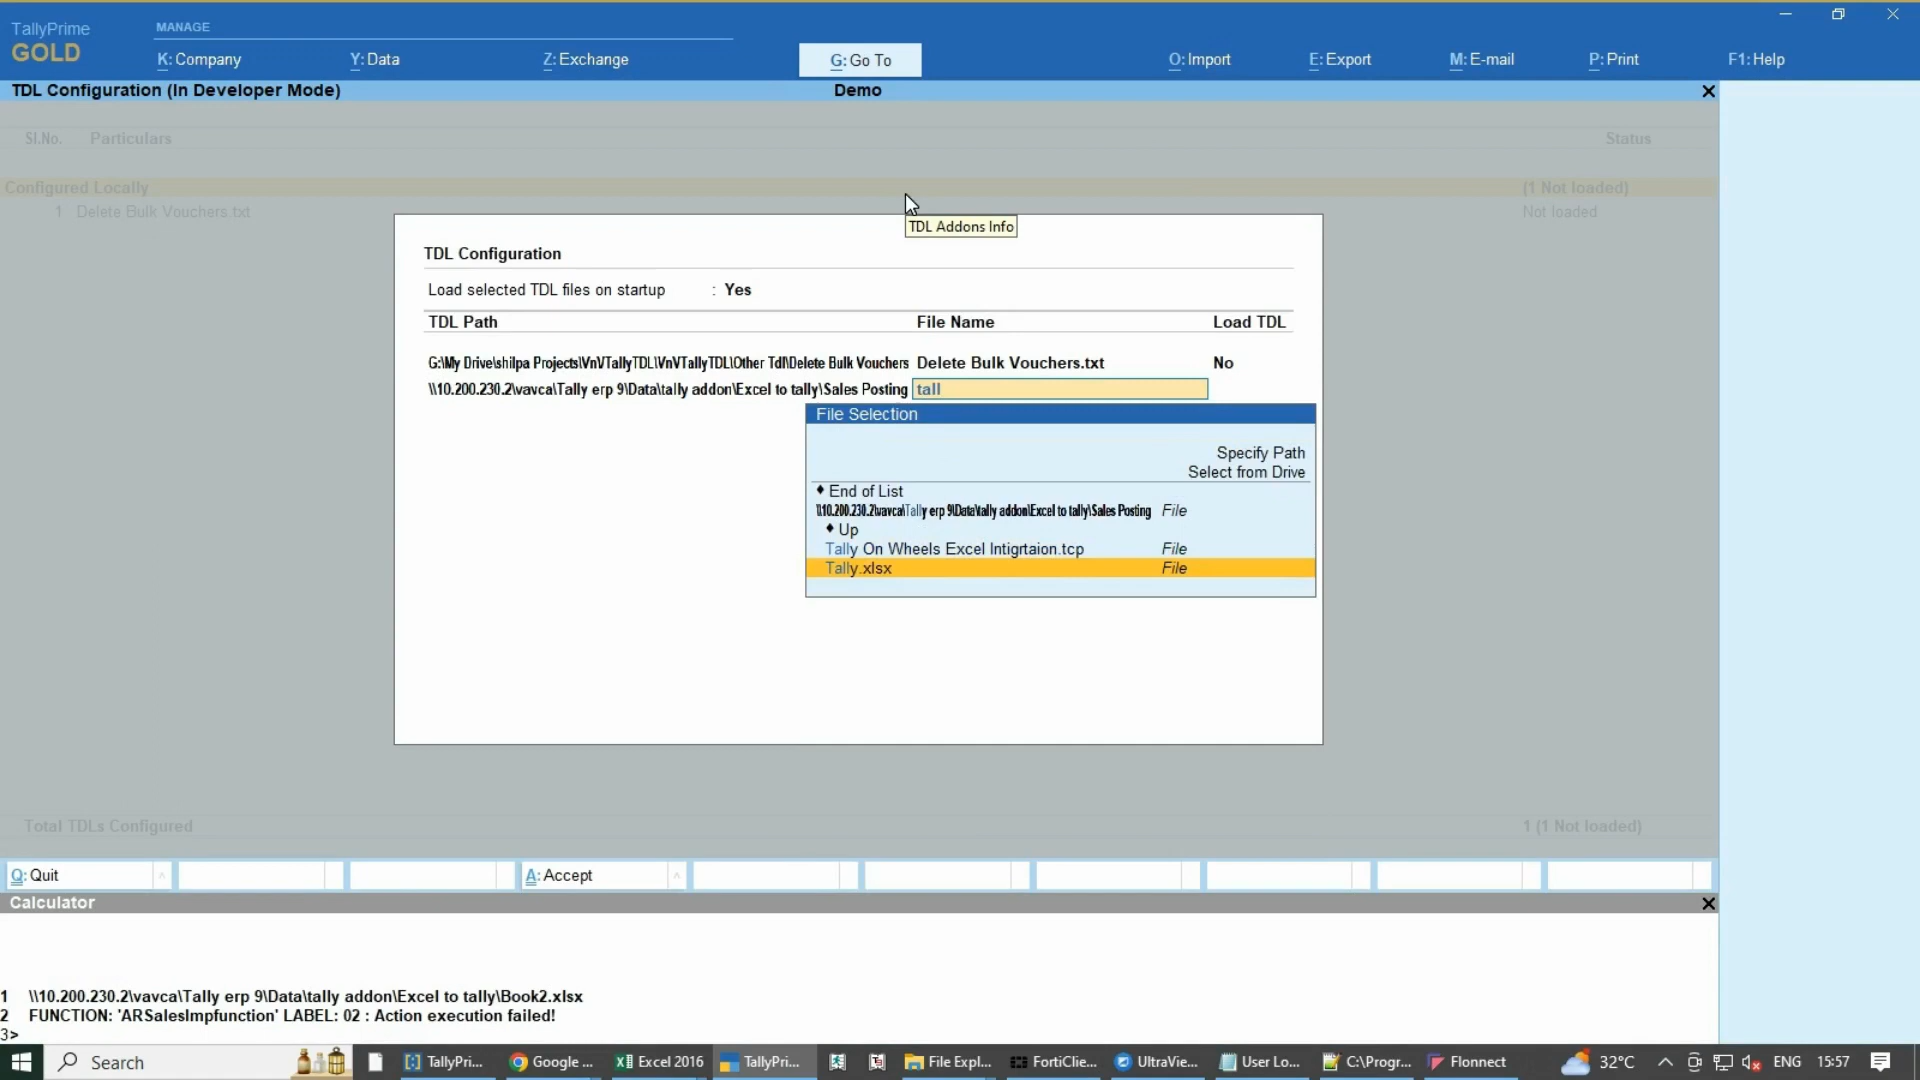 TallyPrime
GOLD
MANAGE
K: Company
Y: Data
Z: Exchange
G: Go To
O: Import
E: Export
M: E-mail
P: Print
F1: Help
TDL Configuration (In Developer Mode)
Demo
Sl.No. Particulars Status
Configured Locally (1 Not loaded)
1 Delete Bulk Vouchers.txt Not loaded
TDL Addons Info
TDL Configuration
Load selected TDL files on startup : Yes
TDL Path File Name Load TDL
G:\My Drive\shilpa Projects\VnVTallyTDL\VnVTallyTDL\Other Tdl\Delete Bulk Vouchers Delete Bulk Vouchers.txt No
\\10.200.230.2\vavca\Tally erp 9\Data\tally addon\Excel to tally\Sales Posting tall
File Selection
Specify Path
Select from Drive
♦ End of List
\\10.200.230.2\vavca\Tally erp 9\Data\tally addon\Excel to tally\Sales Posting File
♦ Up
Tally On Wheels Excel Intigrtaion.tcp File
Tally.xlsx File
Total TDLs Configured 1 (1 Not loaded)
Q: Quit
A: Accept
Calculator
1 \\10.200.230.2\vavca\Tally erp 9\Data\tally addon\Excel to tally\Book2.xlsx
2 FUNCTION: 'ARSalesImpfunction' LABEL: 02 : Action execution failed!
3>
Search
TallyPri...
Google ...
Excel 2016
TallyPri...
File Expl...
FortiClie...
UltraVie...
User Lo...
C:\Progr...
Flonnect
32°C
ENG
15:57